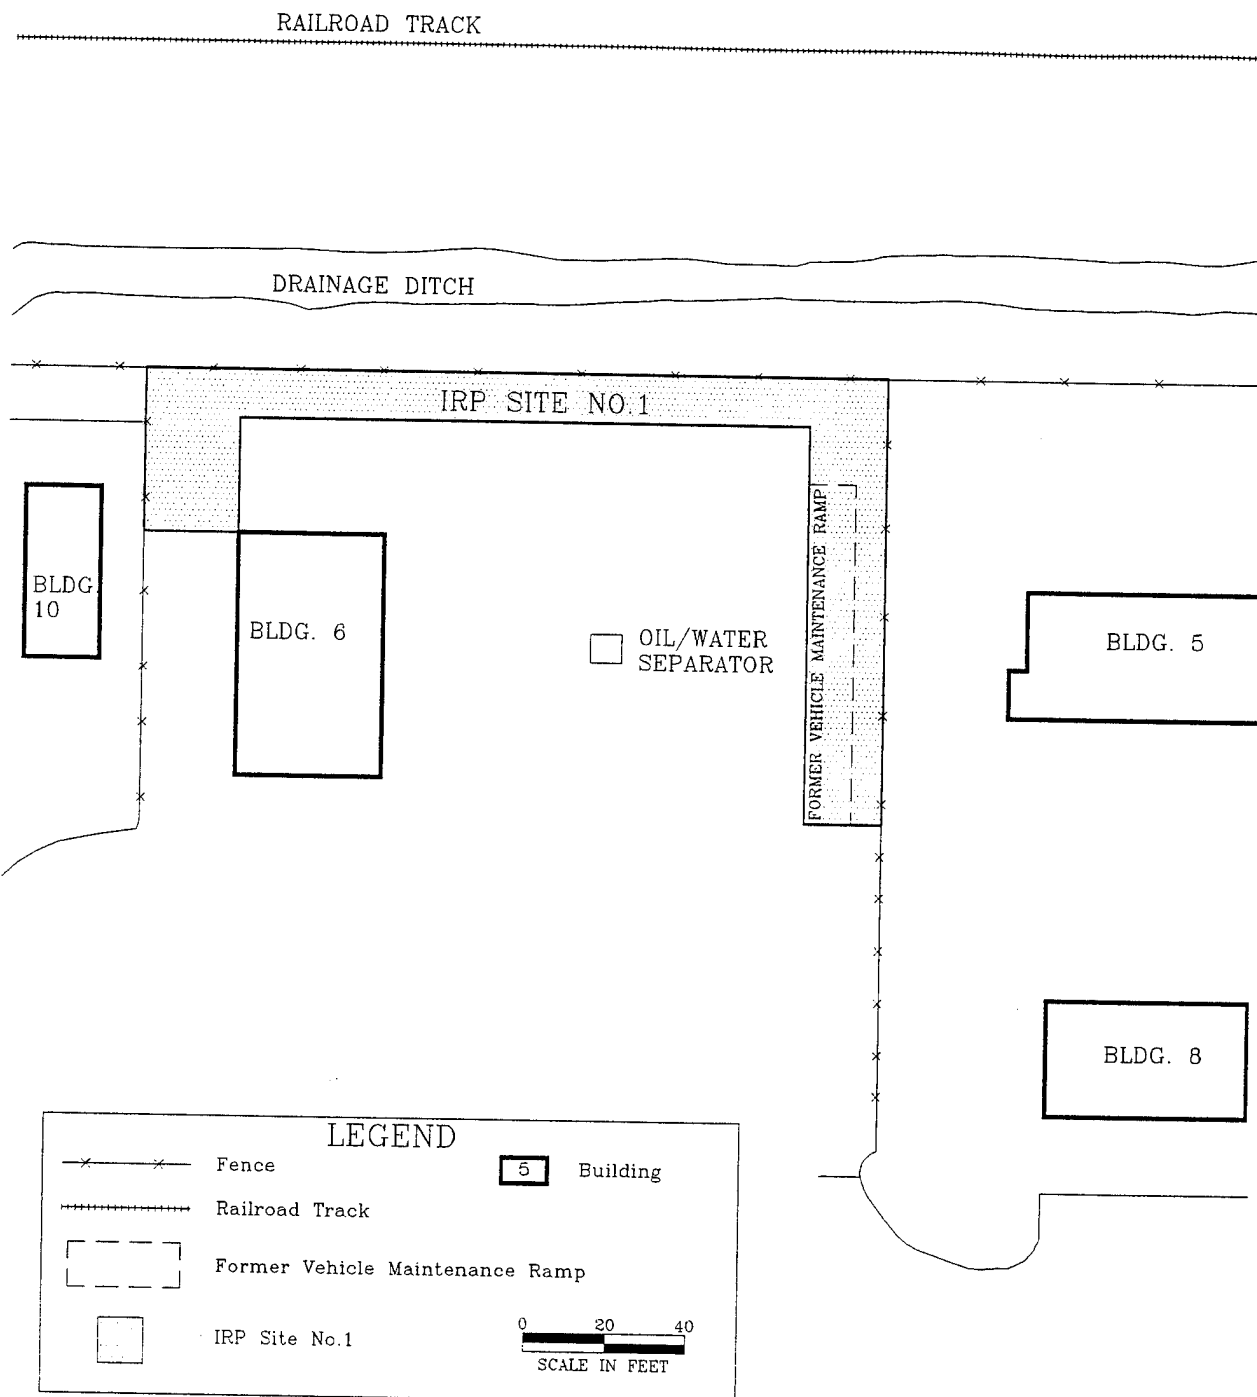 RAILROAD TRACK
DRAINAGE DITCH
IRP SITE NO.1
FORMER VEHICLE MAINTENANCE RAMP
BLDG.
10
BLDG. 6
OIL/WATER
SEPARATOR
BLDG. 5
BLDG. 8
LEGEND
Fence
5 Building
Railroad Track
Former Vehicle Maintenance Ramp
IRP Site No.1
0 20 40
SCALE IN FEET